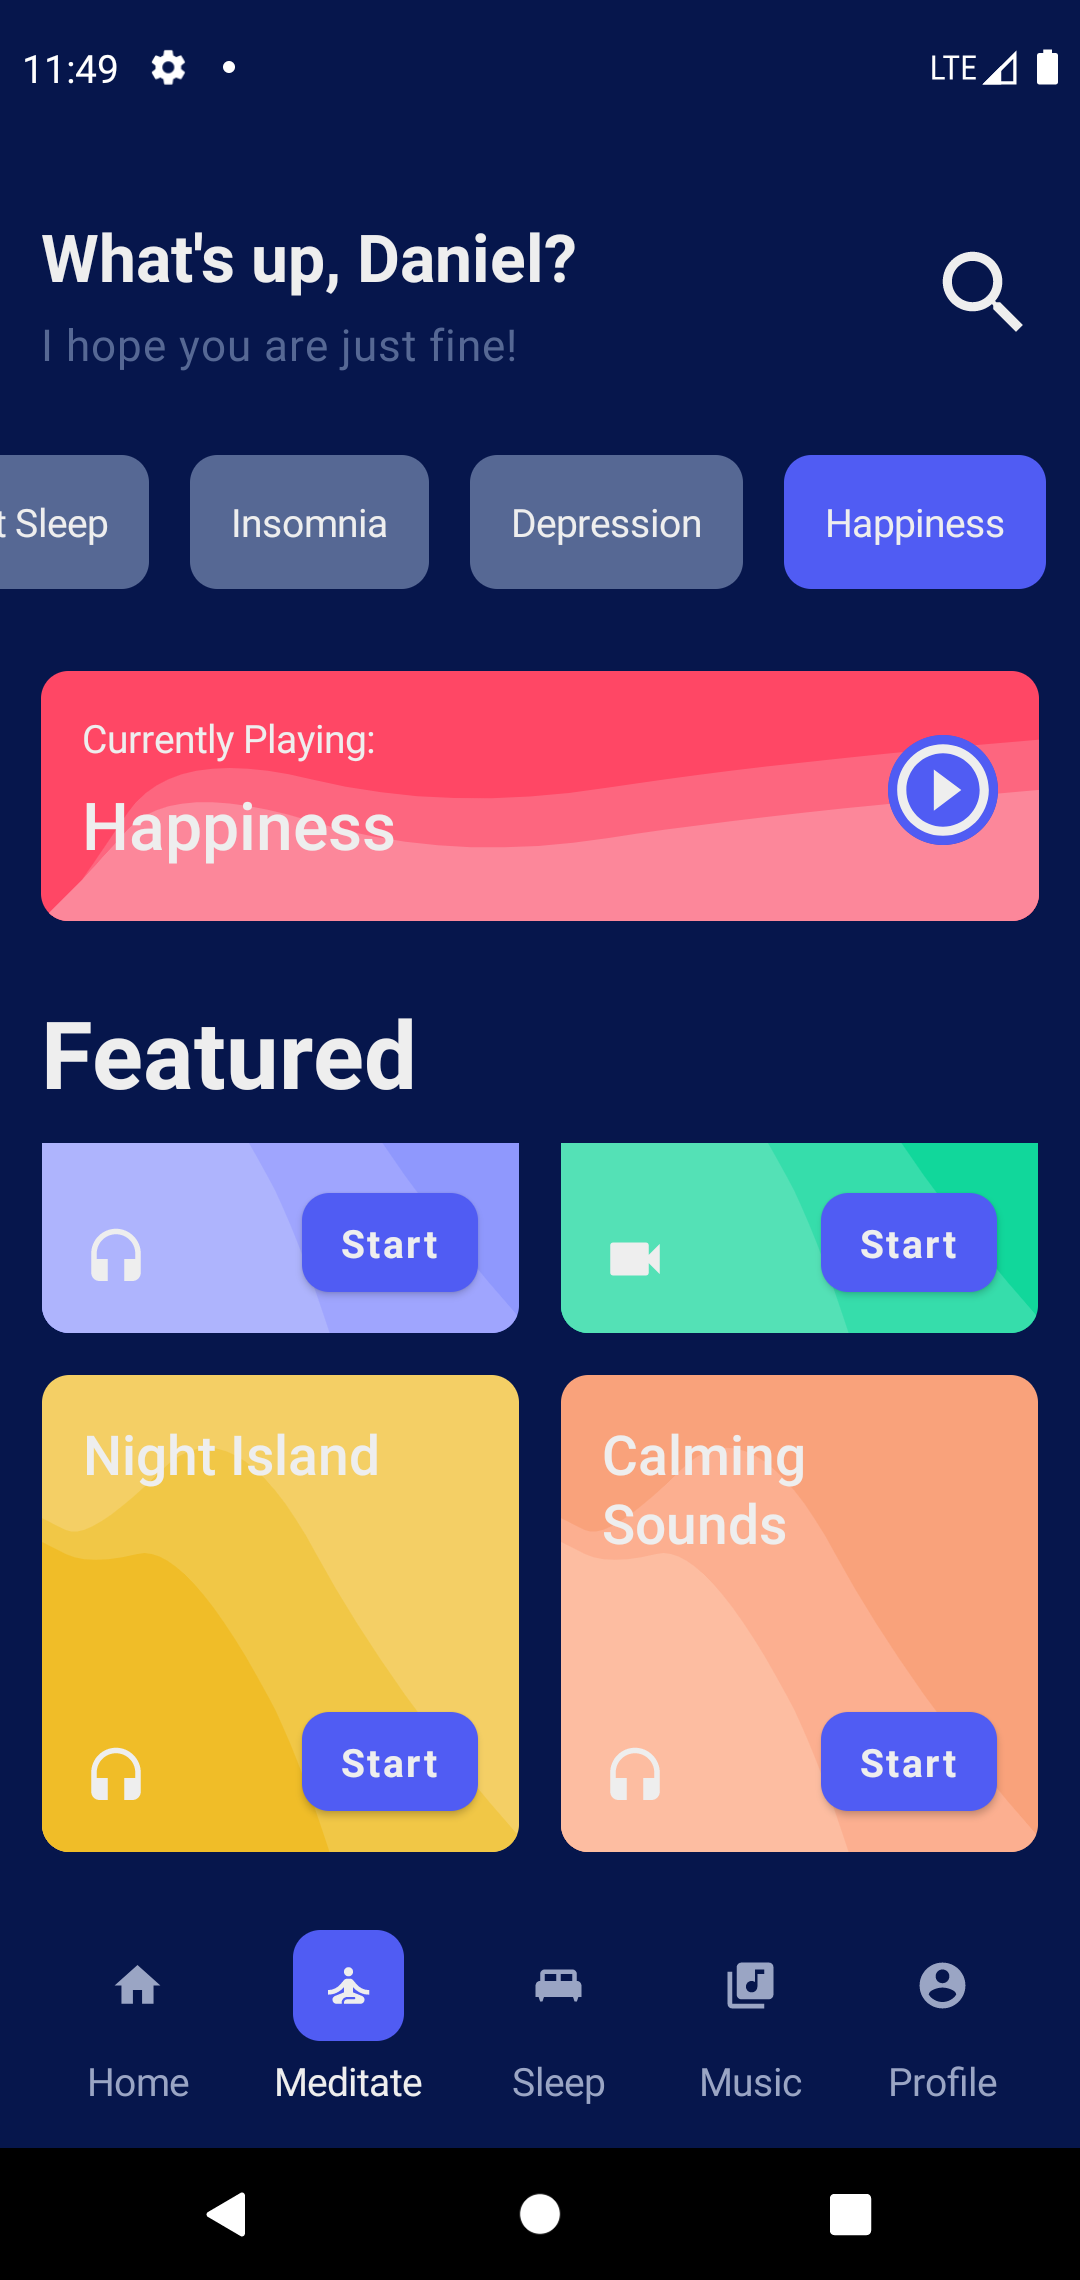 11:49
LTE
What's up, Daniel?
I hope you are just fine!
t Sleep
Insomnia
Depression
Happiness
Currently Playing:
Happiness
Featured
Start
Start
Night Island
Calming
Sounds
Start
Start
Home
Meditate
Sleep
Music
Profile